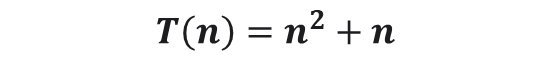 T(n) = n² + n